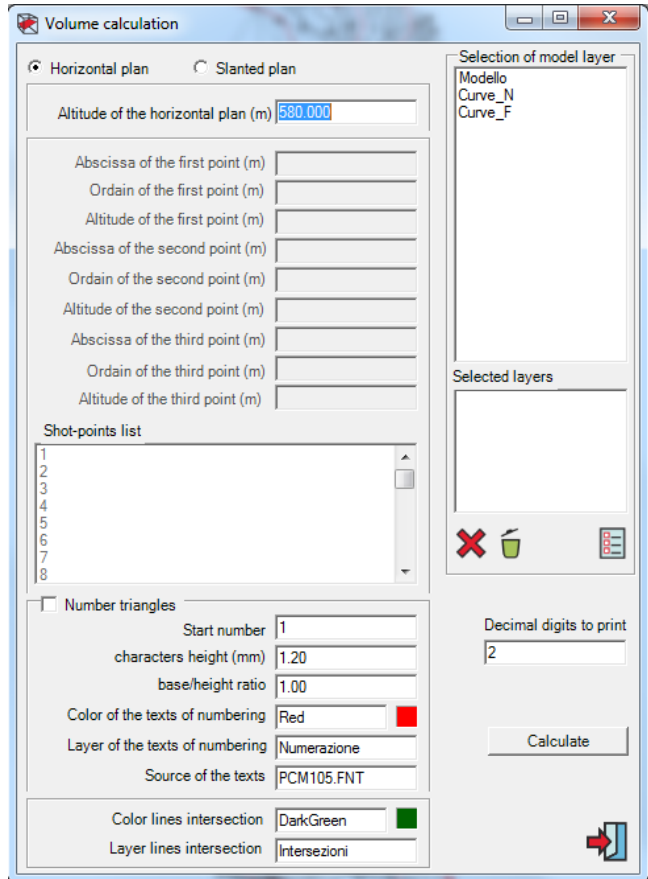 Volume calculation
Horizontal plan
Slanted plan
Altitude of the horizontal plan (m) 580.000
Abscissa of the first point (m)
Ordain of the first point (m)
Altitude of the first point (m)
Abscissa of the second point (m)
Ordain of the second point (m)
Altitude of the second point (m)
Abscissa of the third point (m)
Ordain of the third point (m)
Altitude of the third point (m)
Shot-points list
1
2
3
4
5
6
7
8
Number triangles
Start number 1
characters height (mm) 1.20
base/height ratio 1.00
Color of the texts of numbering Red
Layer of the texts of numbering Numerazione
Source of the texts PCM105.FNT
Color lines intersection DarkGreen
Layer lines intersection Intersezioni
Selection of model layer
Modello
Curve_N
Curve_F
Selected layers
Decimal digits to print
2
Calculate